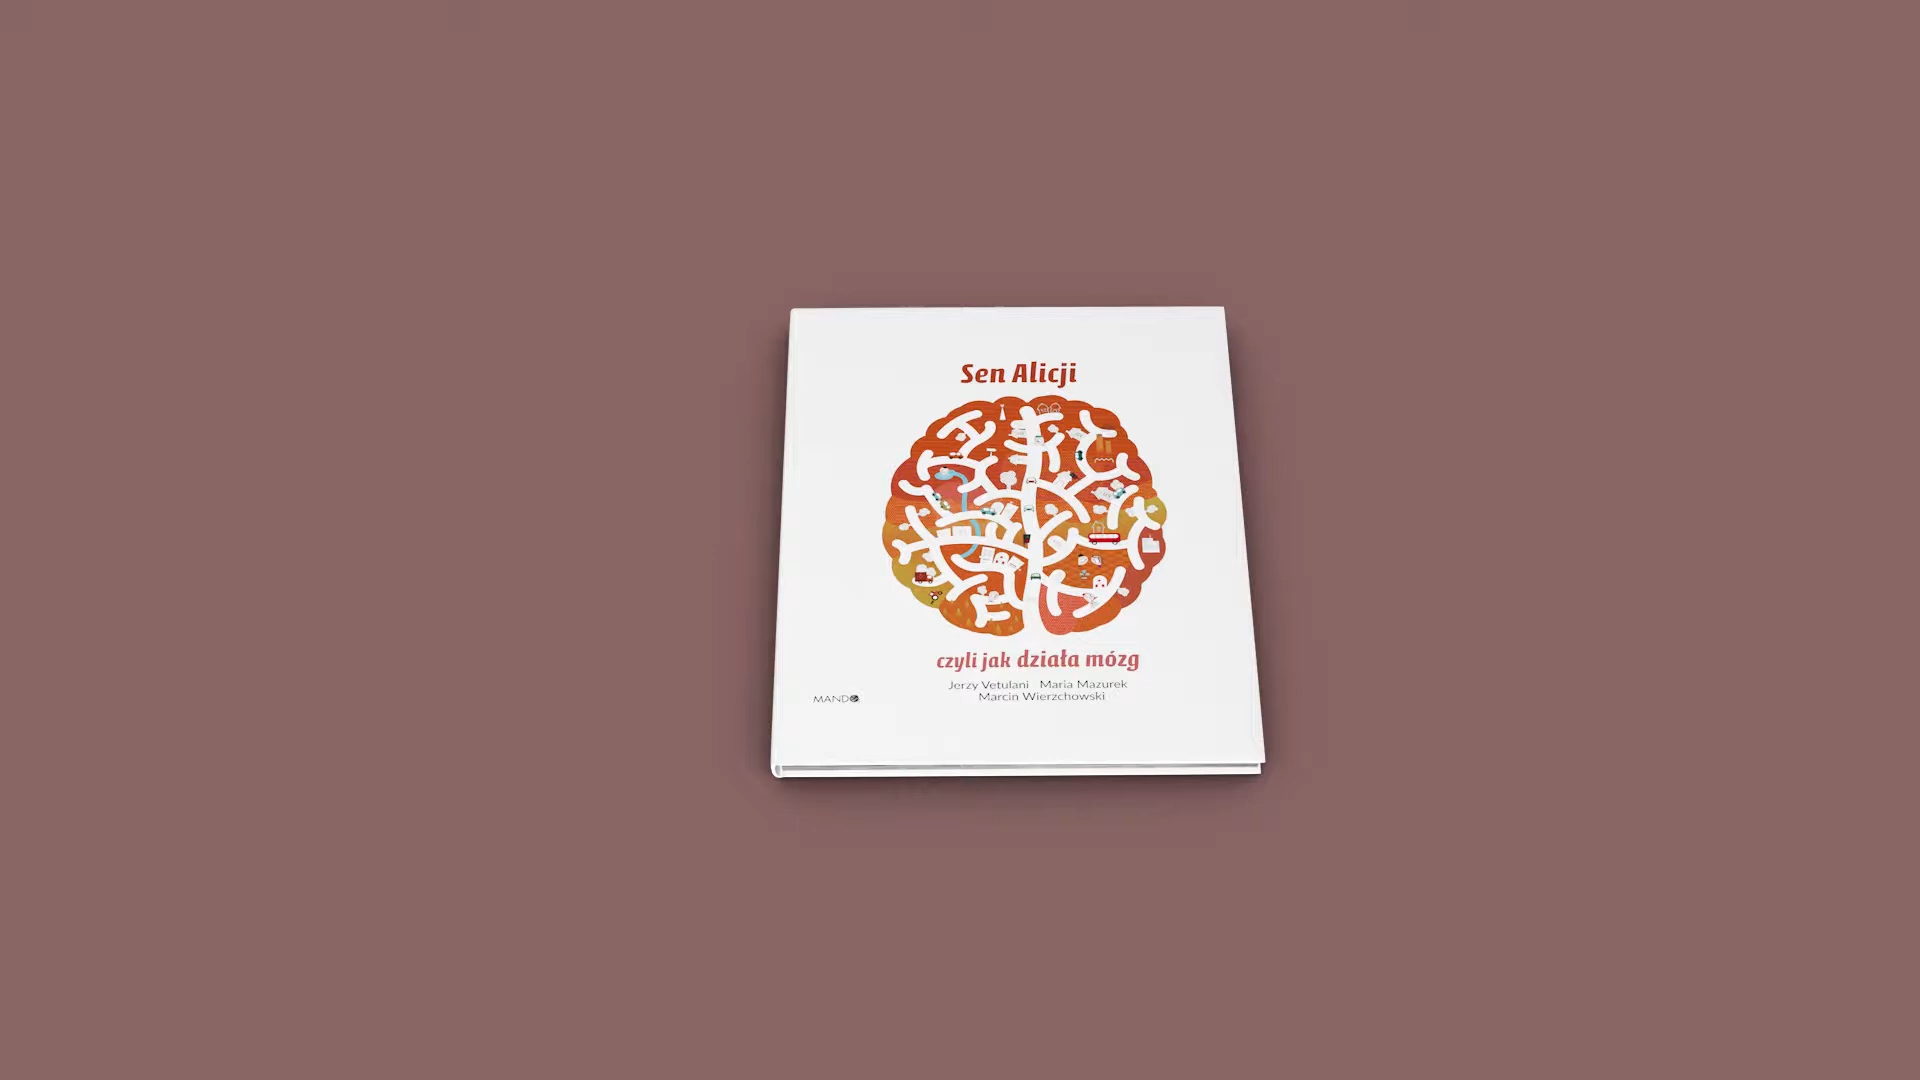 Sen Alicji
czyli jak działa mózg
Jerzy Vetulani Maria Mazurek
Marcin Wierzchowski
MANDO